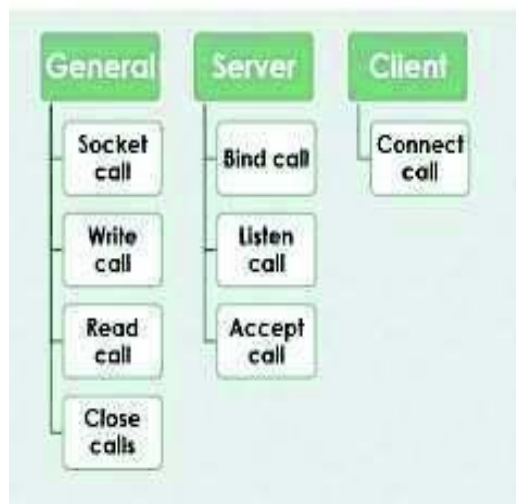 General
Socket
call
Write
call
Read
call
Close
calls
Server
Bind call
Listen
call
Accept
call
Client
Connect
call